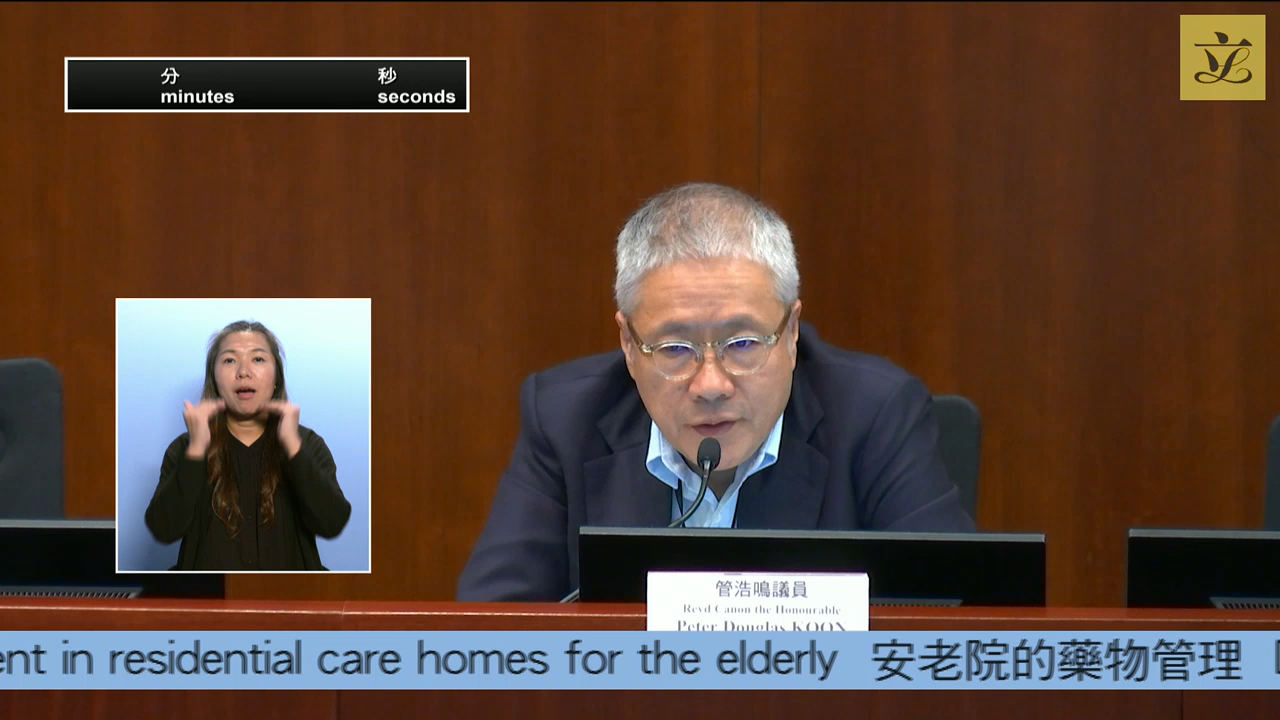 分 秒
minutes seconds
管浩鳴議員
Revd Canon the Honourable
Peter Douglas KOON
ent in residential care homes for the elderly 安老院的藥物管理